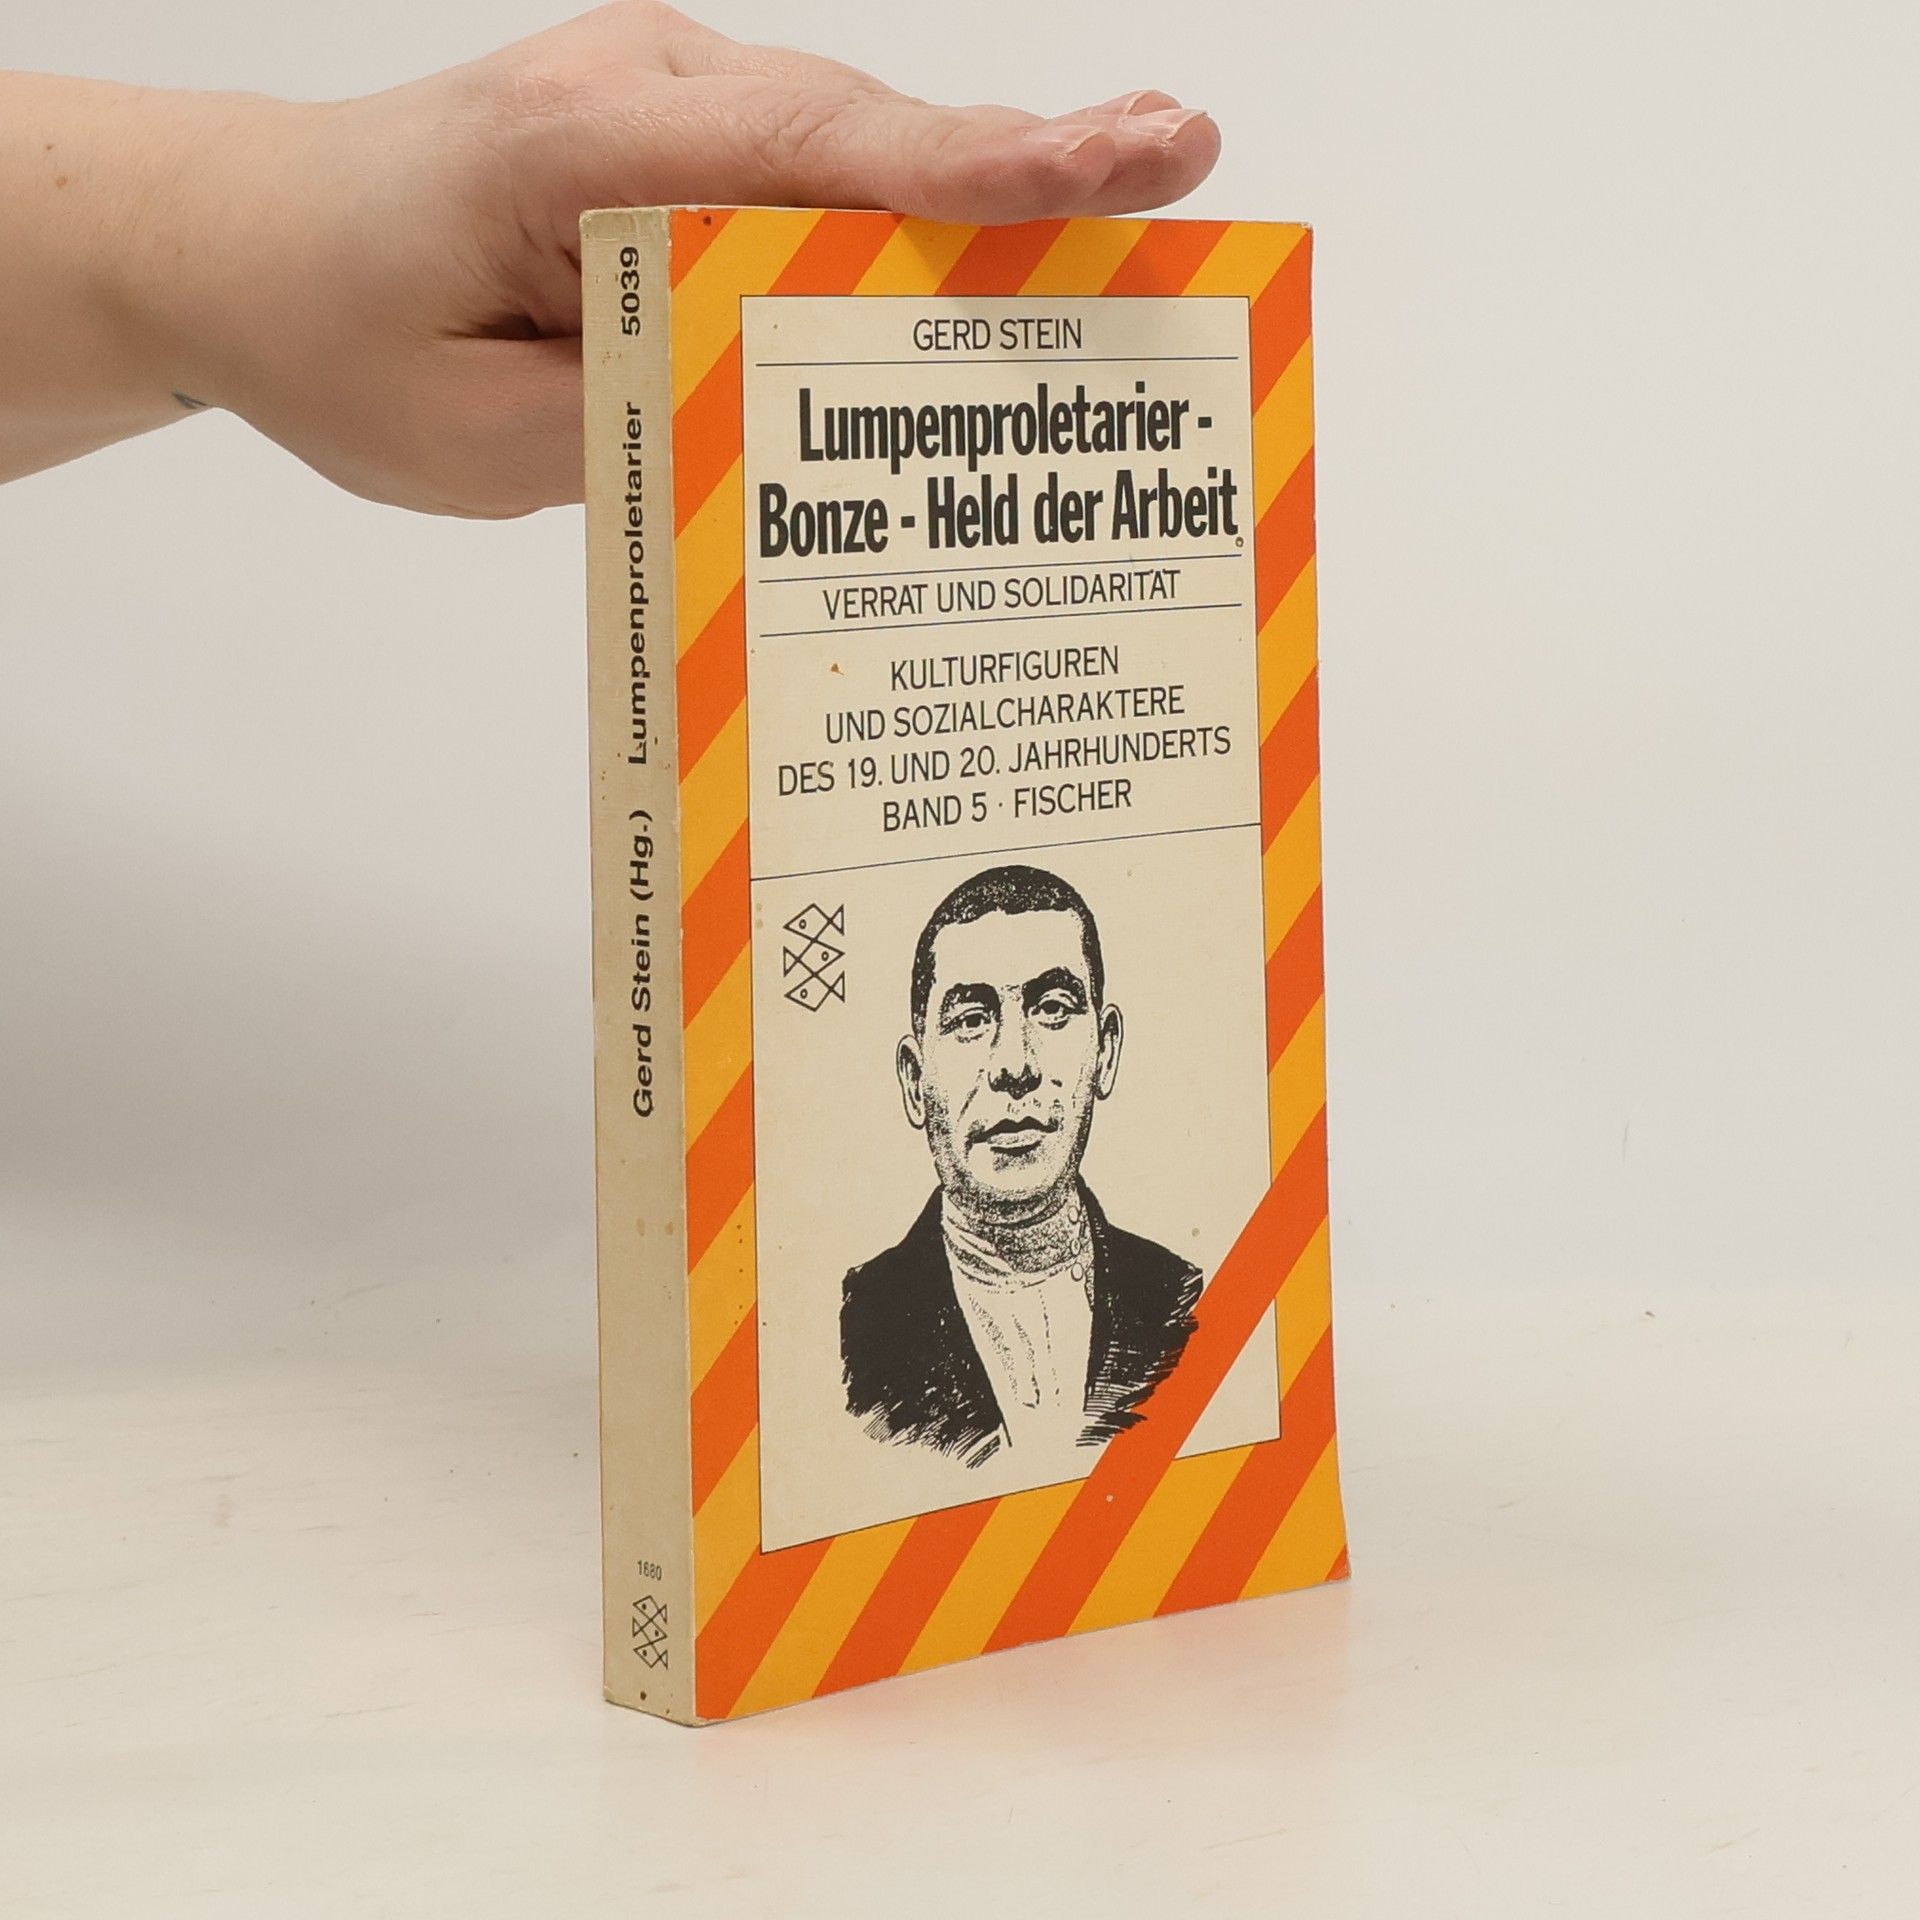 GERD STEIN
Lumpenproletarier -
Bonze - Held der Arbeit
VERRAT UND SOLIDARITÄT
KULTURFIGUREN
UND SOZIALCHARAKTERE
DES 19. UND 20. JAHRHUNDERTS
BAND 5 · FISCHER
Gerd Stein (Hg.) Lumpenproletarier 5039
1680